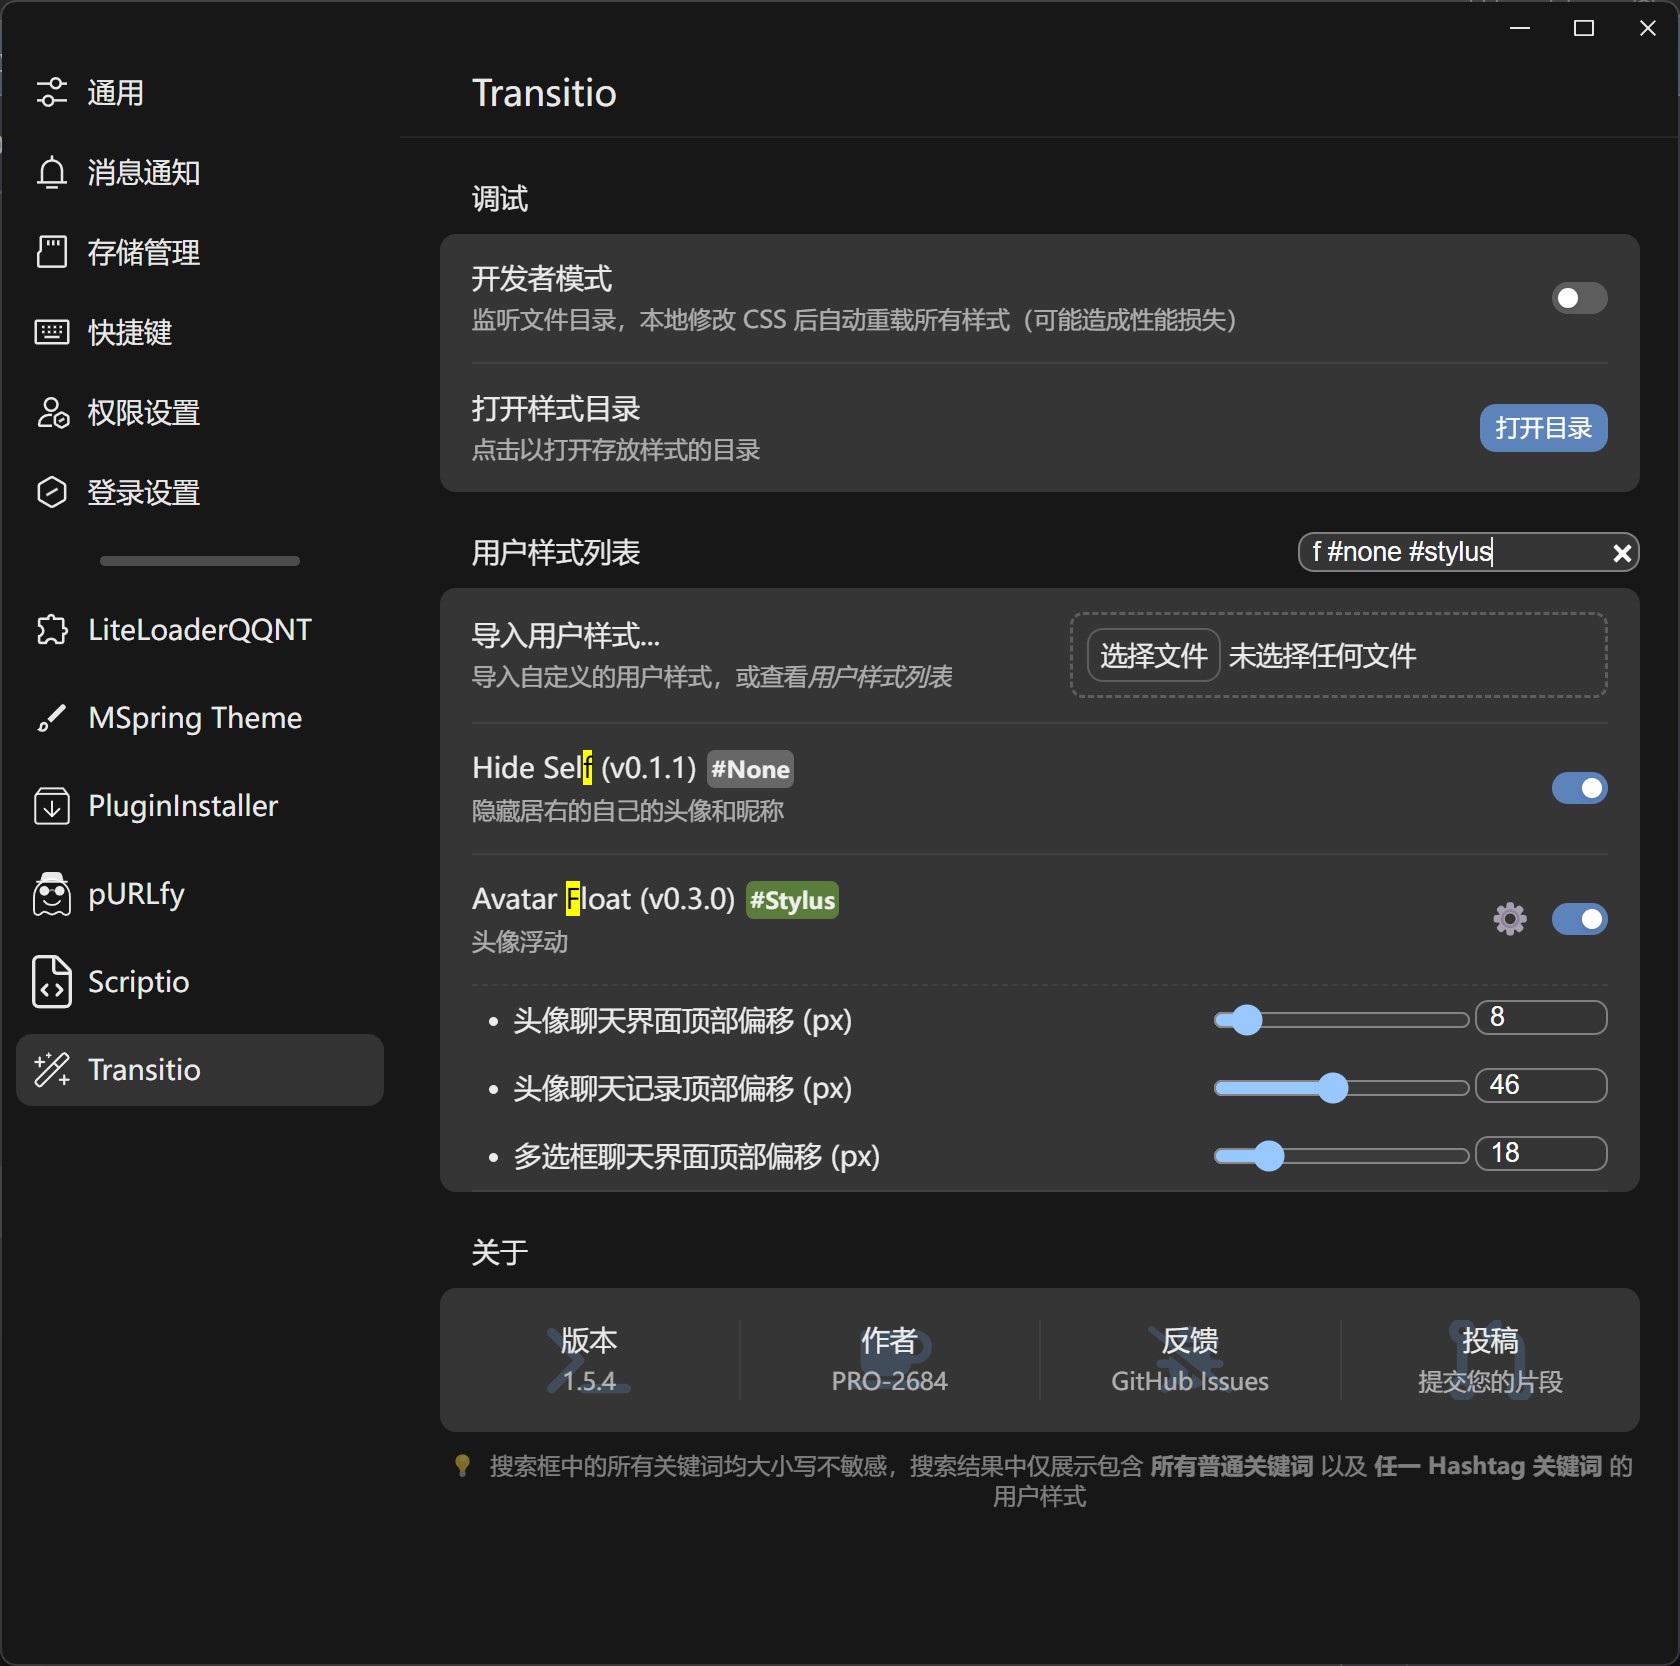 通用
消息通知
存储管理
快捷键
权限设置
登录设置
LiteLoaderQQNT
MSpring Theme
PluginInstaller
pURLfy
Scriptio
Transitio
Transitio
调试
开发者模式
监听文件目录，本地修改 CSS 后自动重载所有样式（可能造成性能损失）
打开样式目录
点击以打开存放样式的目录
打开目录
用户样式列表
f #none #stylus
导入用户样式...
导入自定义的用户样式，或查看用户样式列表
选择文件 未选择任何文件
Hide Self (v0.1.1) #None
隐藏居右的自己的头像和昵称
Avatar Float (v0.3.0) #Stylus
头像浮动
• 头像聊天界面顶部偏移 (px) 8
• 头像聊天记录顶部偏移 (px) 46
• 多选框聊天界面顶部偏移 (px) 18
关于
版本
1.5.4
作者
PRO-2684
反馈
GitHub Issues
投稿
提交您的片段
搜索框中的所有关键词均大小写不敏感，搜索结果中仅展示包含 所有普通关键词 以及 任一 Hashtag 关键词 的
用户样式